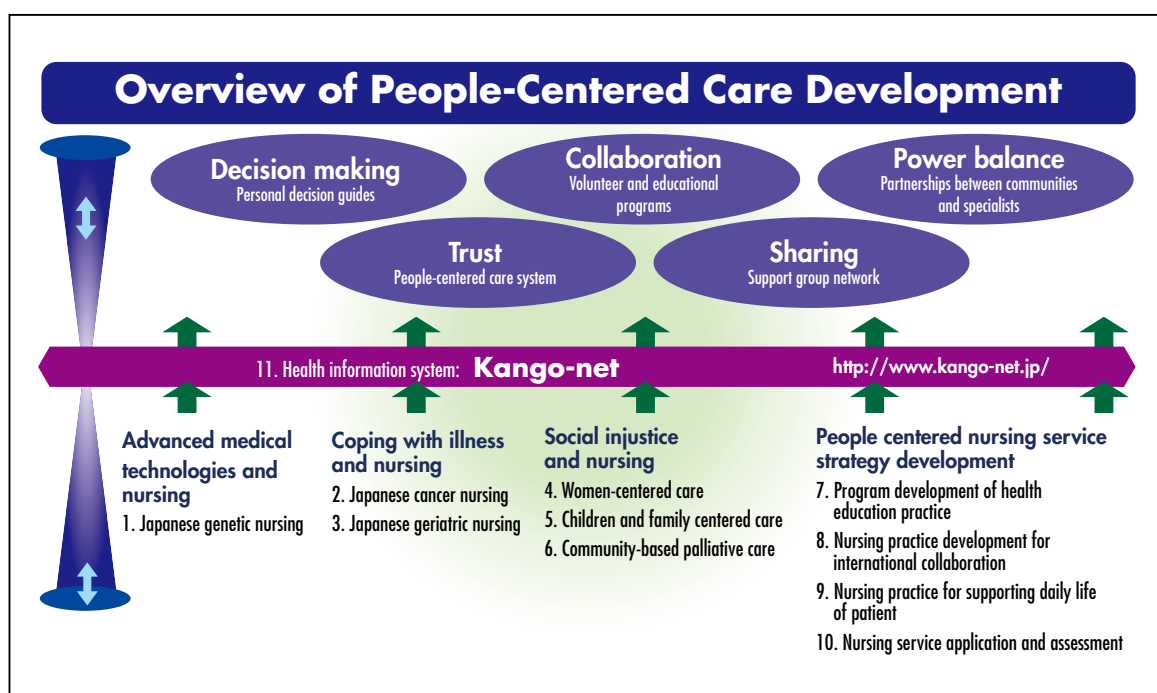 Overview of People-Centered Care Development
Decision making
Personal decision guides
Collaboration
Volunteer and educational
programs
Power balance
Partnerships between communities
and specialists
Trust
People-centered care system
Sharing
Support group network
11. Health information system: Kango-net
http://www.kango-net.jp/
Advanced medical
technologies and
nursing
1. Japanese genetic nursing
Coping with illness
and nursing
2. Japanese cancer nursing
3. Japanese geriatric nursing
Social injustice
and nursing
4. Women-centered care
5. Children and family centered care
6. Community-based palliative care
People centered nursing service
strategy development
7. Program development of health
education practice
8. Nursing practice development for
international collaboration
9. Nursing practice for supporting daily life
of patient
10. Nursing service application and assessment